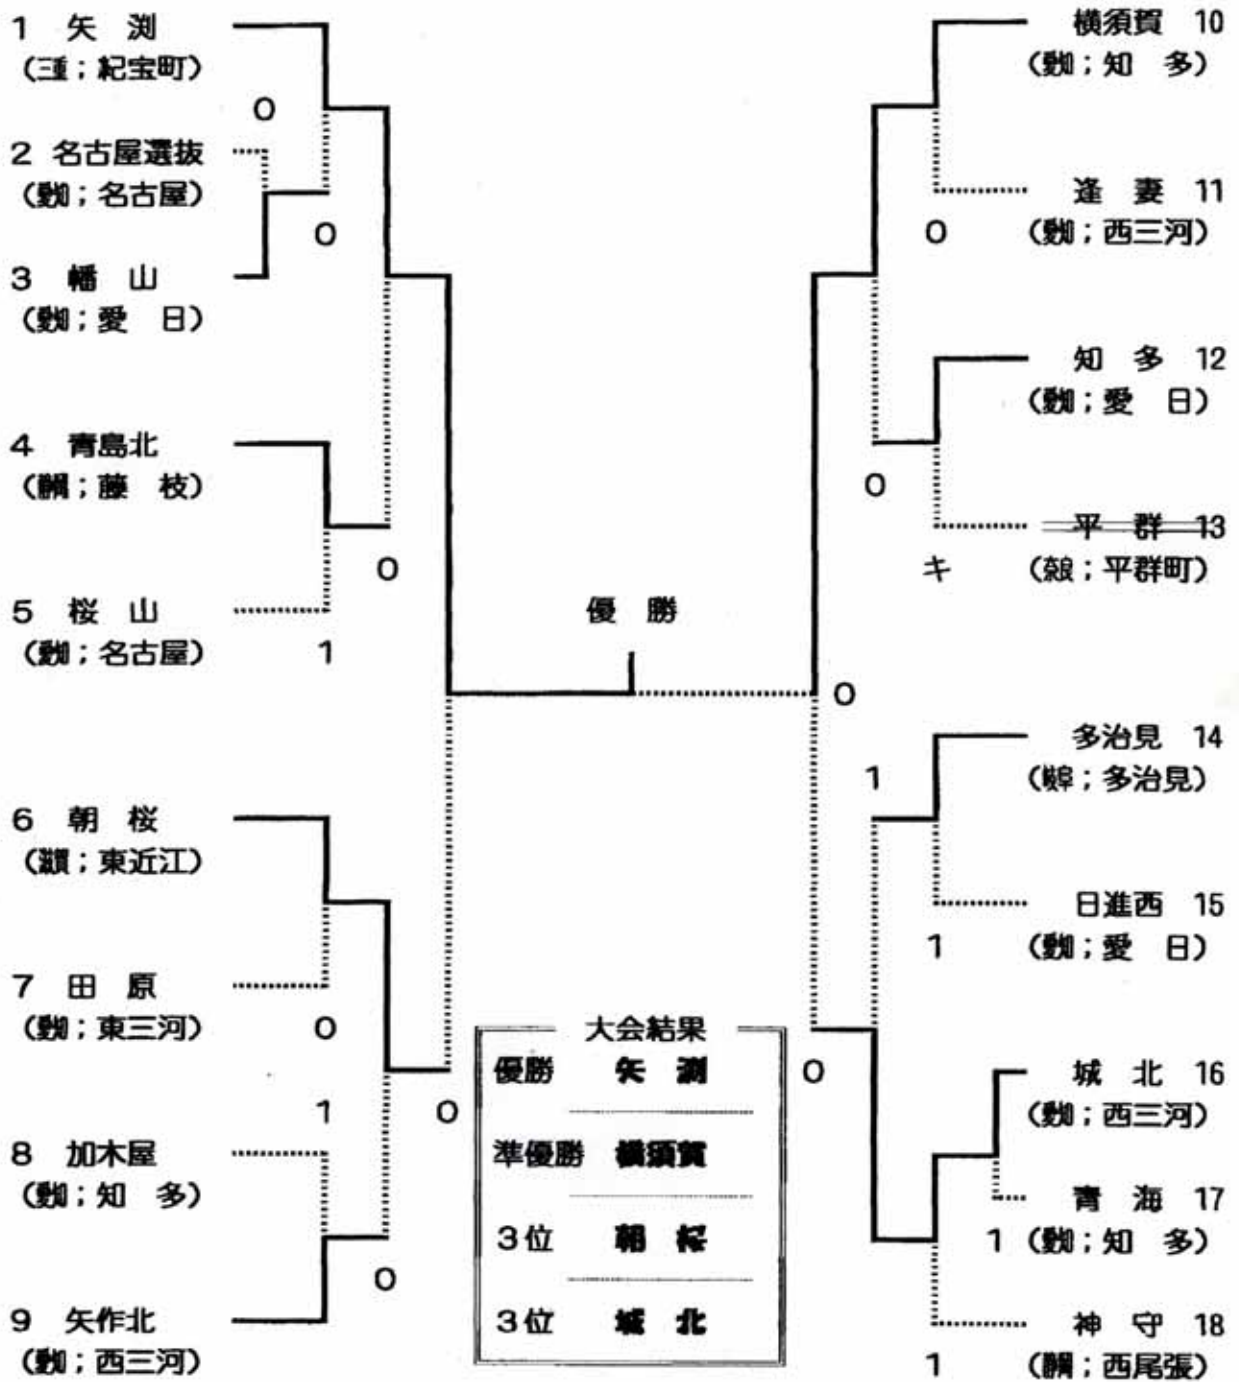 1 矢 渕
(三重；紀宝町)
0
2 名古屋選抜
(愛知；名古屋)
0
3 幡 山
(愛知；愛 日)
4 青島北
(静岡；藤 枝)
0
5 桜 山
(愛知；名古屋)
1
6 朝 桜
(滋賀；東近江)
7 田 原
(愛知；東三河)
0
1
0
8 加木屋
(愛知；知 多)
0
9 矢作北
(愛知；西三河)
優 勝
大会結果
優勝 矢 渕
準優勝 横須賀
3位 朝 桜
3位 城 北
横須賀 10
(愛知；知 多)
逢 妻 11
0
(愛知；西三河)
知 多 12
(愛知；愛 日)
0
平 群 13
キ
(奈良；平群町)
0
多治見 14
1
(岐阜；多治見)
日進西 15
1
(愛知；愛 日)
0
城 北 16
(愛知；西三河)
青 海 17
1
(愛知；知 多)
神 守 18
1
(静岡；西尾張)